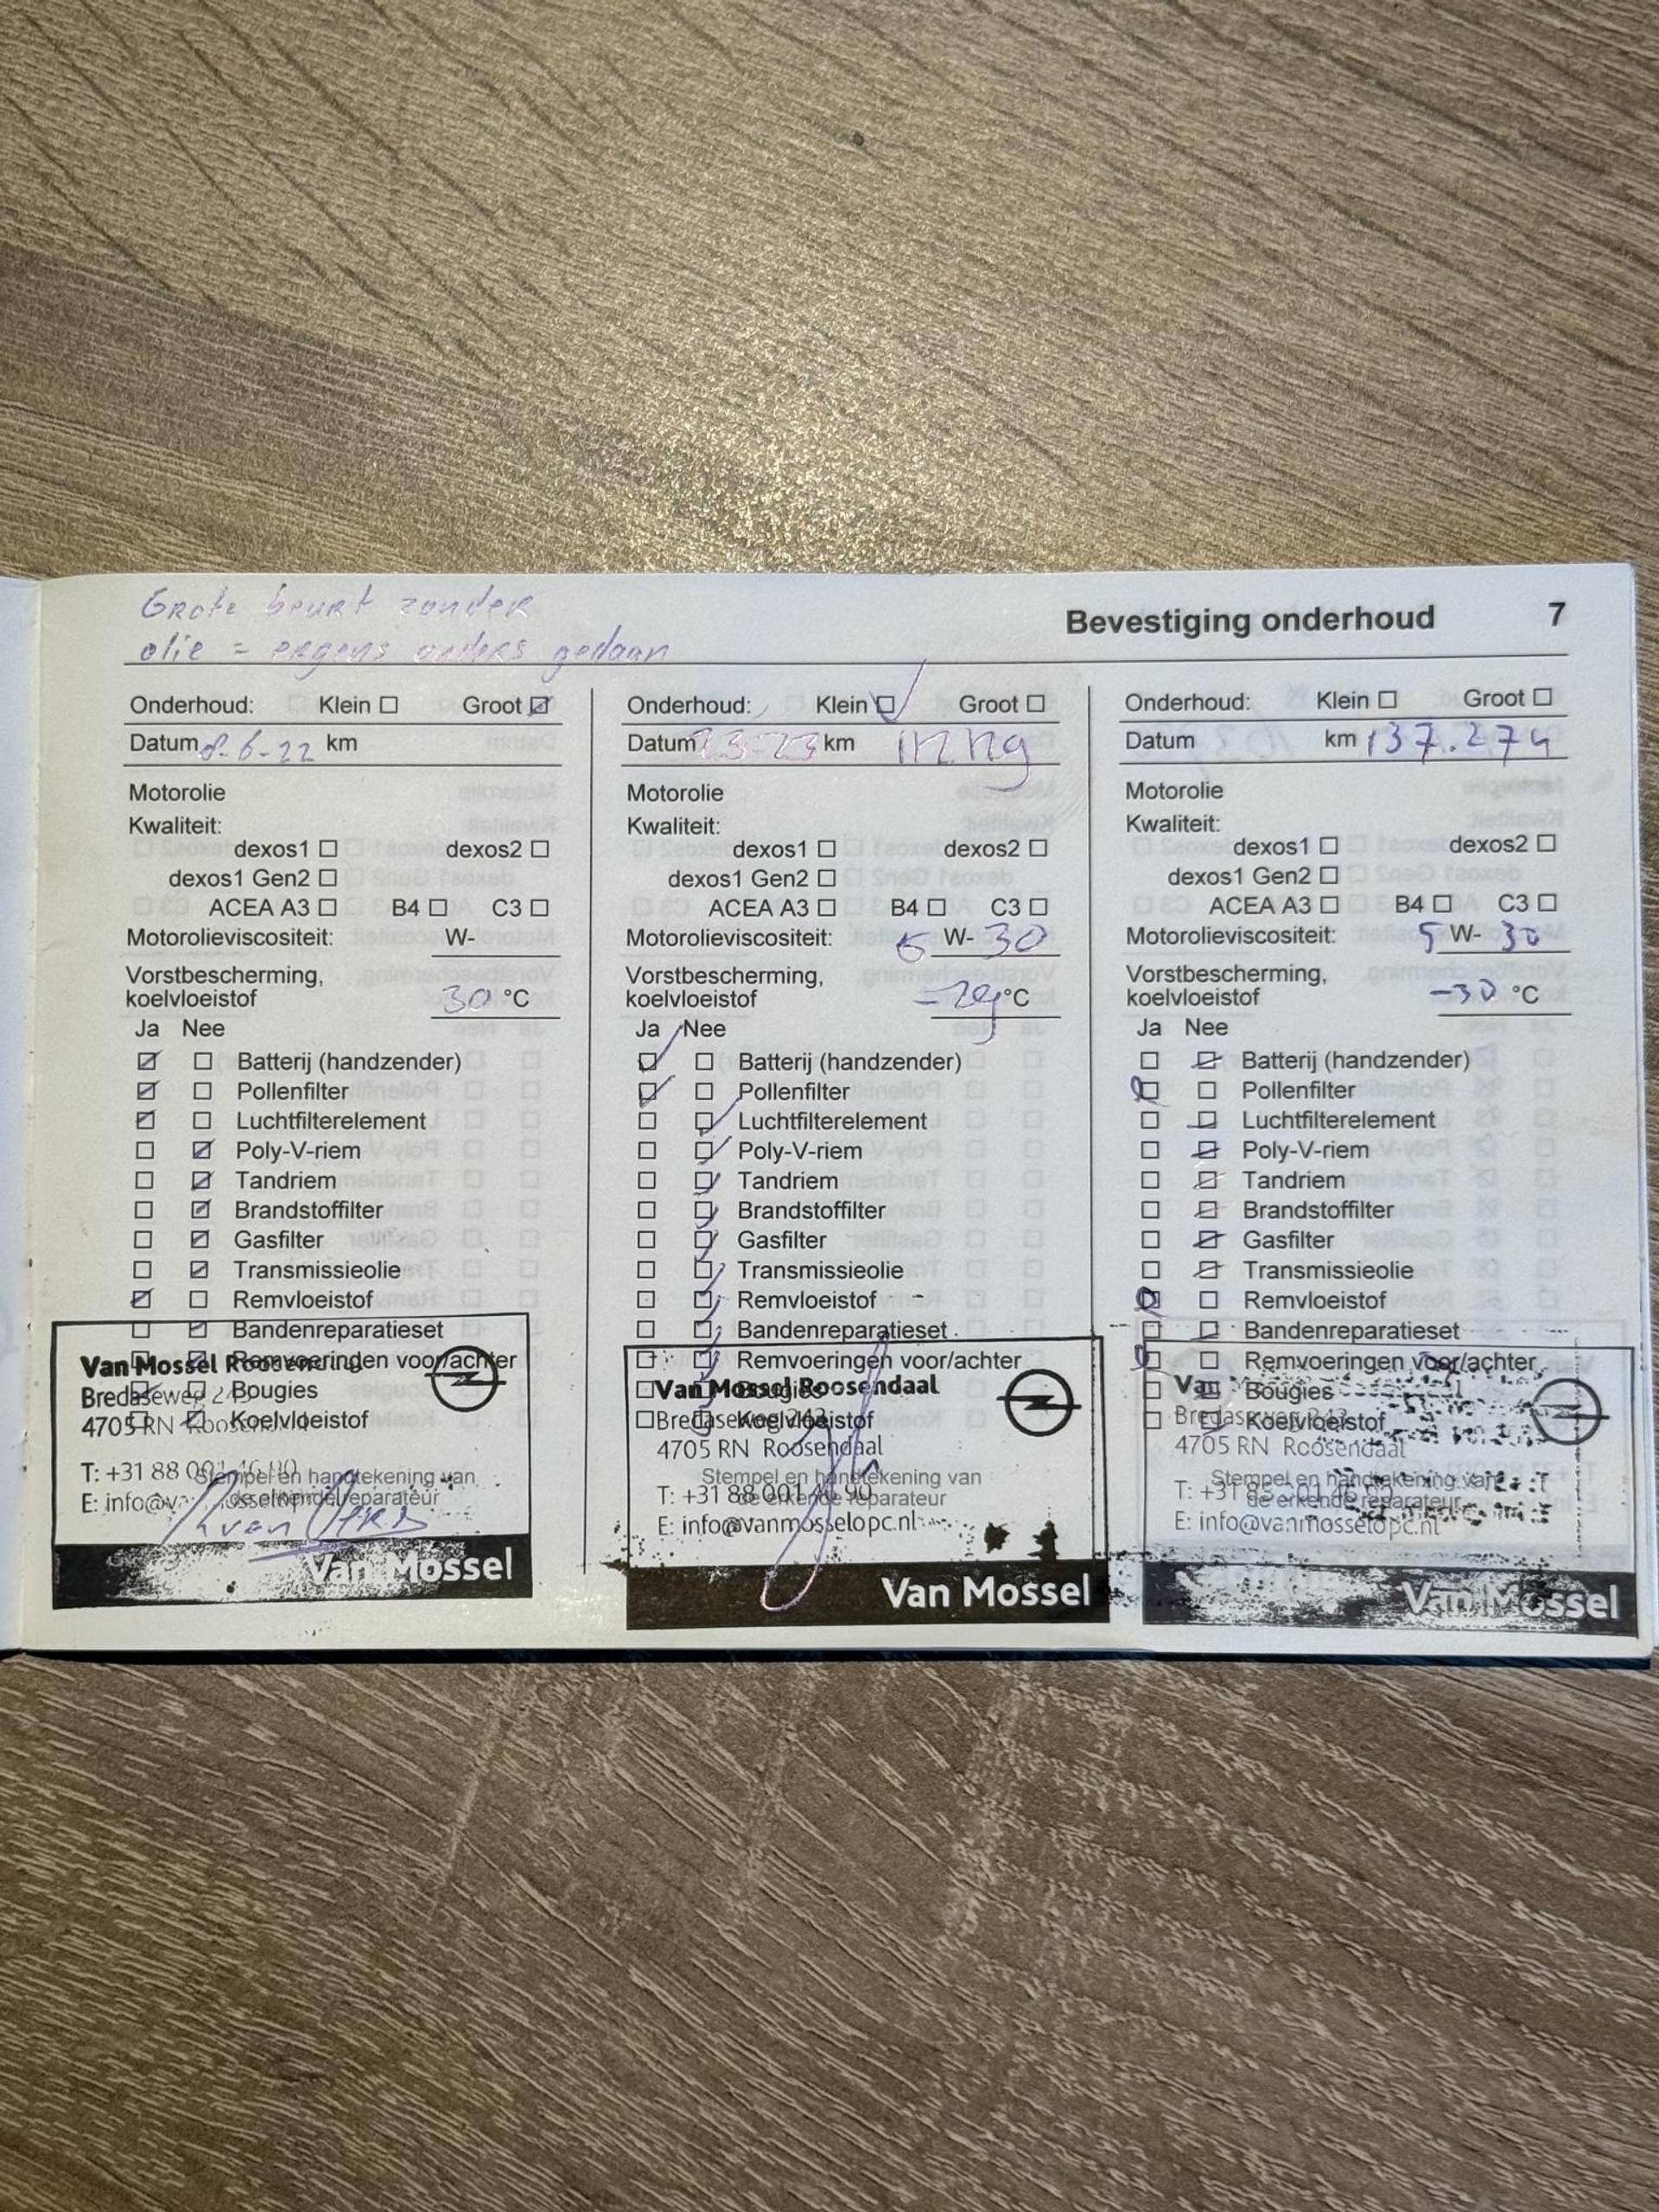 Grote beurt zonder
olie = ergens anders gedaan
Bevestiging onderhoud 7
Onderhoud: Klein ☐ Groot ☑
Datum 8-6-22 km
Motorolie
Kwaliteit:
dexos1 ☐ dexos2 ☐
dexos1 Gen2 ☐
ACEA A3 ☐ B4 ☐ C3 ☐
Motorolieviscositeit: W-
Vorstbescherming,
koelvloeistof 30 °C
Ja Nee
☑ ☐ Batterij (handzender)
☑ ☐ Pollenfilter
☑ ☐ Luchtfilterelement
☐ ☑ Poly-V-riem
☐ ☑ Tandriem
☐ ☑ Brandstoffilter
☐ ☑ Gasfilter
☐ ☑ Transmissieolie
☑ ☐ Remvloeistof
☐ ☑ Bandenreparatieset
☐ ☑ Remvoeringen voor/achter
☑ ☐ Bougies
☐ ☑ Koelvloeistof
Stempel en handtekening van
de erkende reparateur
Van Mossel Roosendaal
Bredaseweg
4705 RN Roosendaal
T: +31 88 001
E: info@
Van Mossel
Onderhoud: Klein ☑ Groot ☐
Datum 3-23 km
Motorolie
Kwaliteit:
dexos1 ☐ dexos2 ☐
dexos1 Gen2 ☐
ACEA A3 ☐ B4 ☐ C3 ☐
Motorolieviscositeit: 5 W- 30
Vorstbescherming,
koelvloeistof -29 °C
Ja Nee
☑ ☐ Batterij (handzender)
☑ ☐ Pollenfilter
☐ ☑ Luchtfilterelement
☐ ☑ Poly-V-riem
☐ ☑ Tandriem
☐ ☑ Brandstoffilter
☐ ☑ Gasfilter
☐ ☑ Transmissieolie
☐ ☑ Remvloeistof
☐ ☑ Bandenreparatieset
☐ ☑ Remvoeringen voor/achter
☐ ☑ Bougies
☐ ☑ Koelvloeistof
Stempel en handtekening van
de erkende reparateur
Van Mossel Roosendaal
Bredaseweg 243
4705 RN Roosendaal
T: +31 88 001 46 90
E: info@vanmosselopc.nl
Van Mossel
Onderhoud: Klein ☐ Groot ☐
Datum km 137.274
Motorolie
Kwaliteit:
dexos1 ☐ dexos2 ☐
dexos1 Gen2 ☐
ACEA A3 ☐ B4 ☐ C3 ☐
Motorolieviscositeit: 5 W- 30
Vorstbescherming,
koelvloeistof -30 °C
Ja Nee
☐ ☑ Batterij (handzender)
☑ ☐ Pollenfilter
☐ ☑ Luchtfilterelement
☐ ☑ Poly-V-riem
☐ ☑ Tandriem
☐ ☑ Brandstoffilter
☐ ☑ Gasfilter
☐ ☑ Transmissieolie
☑ ☐ Remvloeistof
☐ ☑ Bandenreparatieset
☑ ☐ Remvoeringen voor/achter
☐ ☑ Bougies
☐ ☑ Koelvloeistof
Stempel en handtekening van
de erkende reparateur
Van
Bredaseweg 243
4705 RN Roosendaal
T: +31
E: info@vanmosselopc.nl
Van Mossel